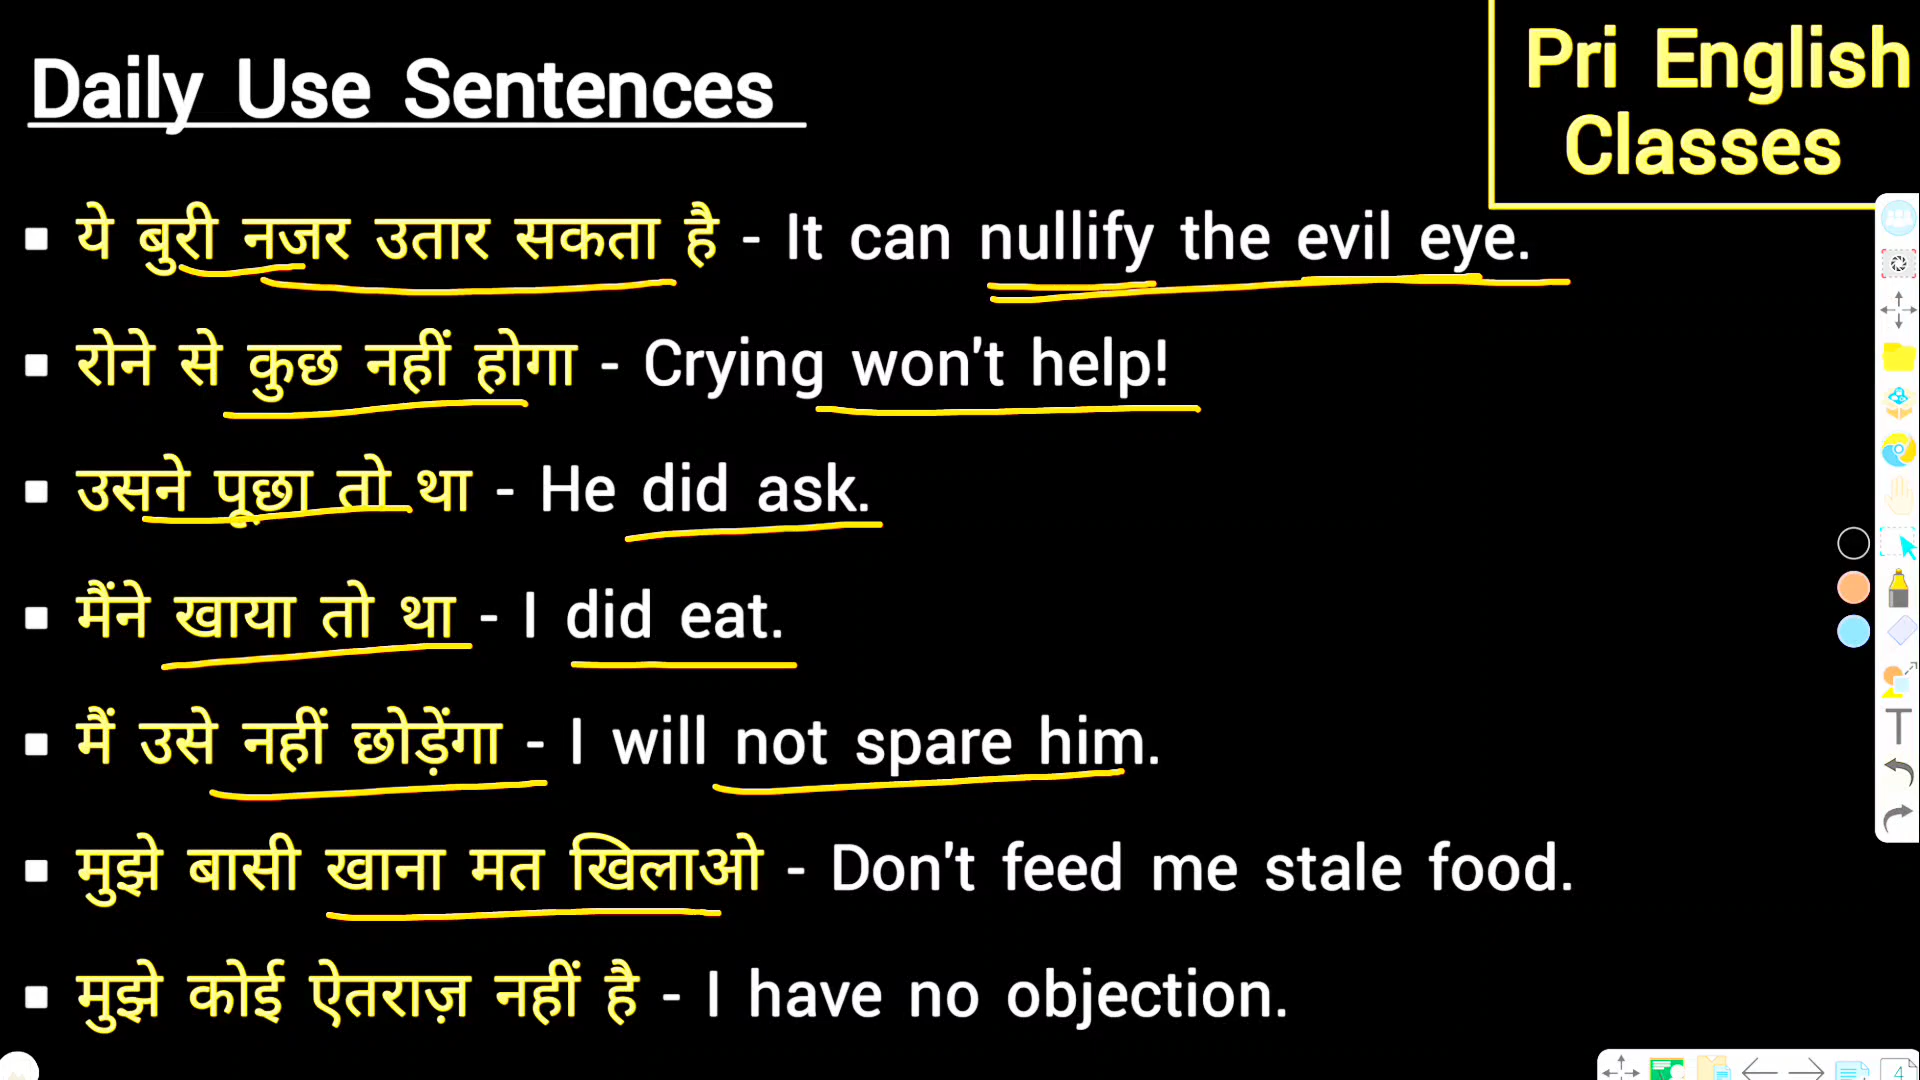 Daily Use Sentences
Pri English
Classes
ये बुरी नजर उतार सकता है - It can nullify the evil eye.
रोने से कुछ नहीं होगा - Crying won't help!
उसने पूछा तो था - He did ask.
मैंने खाया तो था - I did eat.
मैं उसे नहीं छोड़ेंगा - I will not spare him.
मुझे बासी खाना मत खिलाओ - Don't feed me stale food.
मुझे कोई ऐतराज़ नहीं है - I have no objection.
T
4